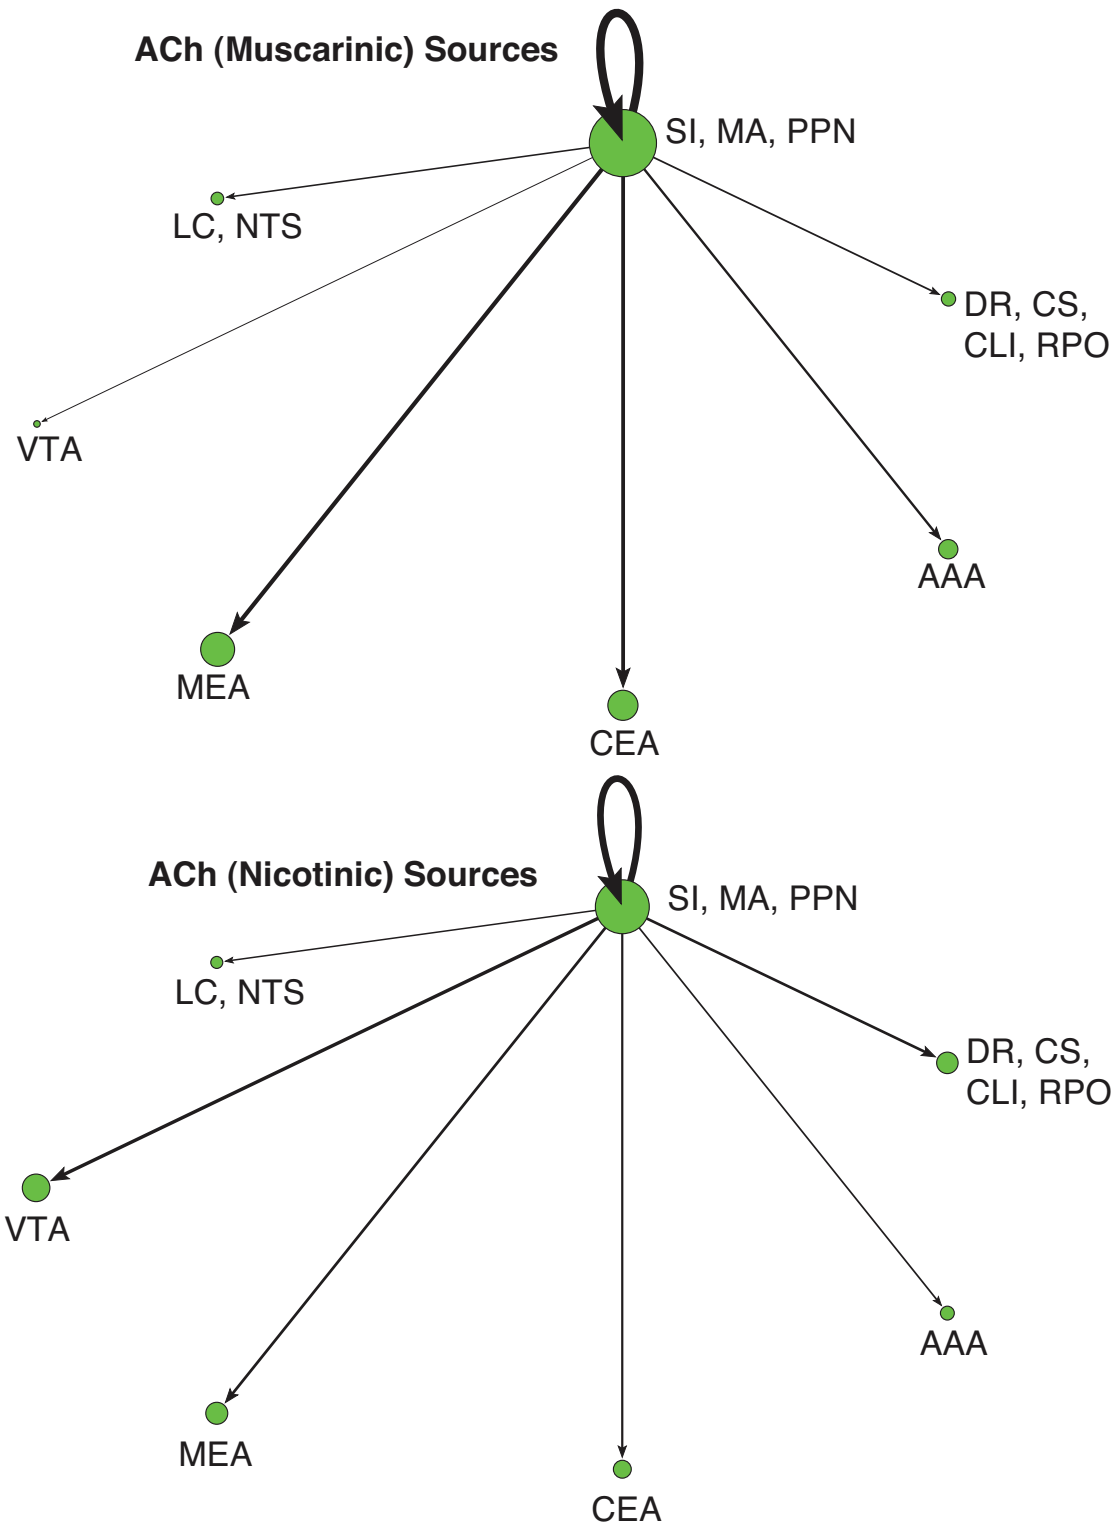 ACh (Muscarinic) Sources
SI, MA, PPN
LC, NTS
DR, CS,
CLI, RPO
VTA
AAA
MEA
CEA
ACh (Nicotinic) Sources
SI, MA, PPN
LC, NTS
DR, CS,
CLI, RPO
VTA
AAA
MEA
CEA